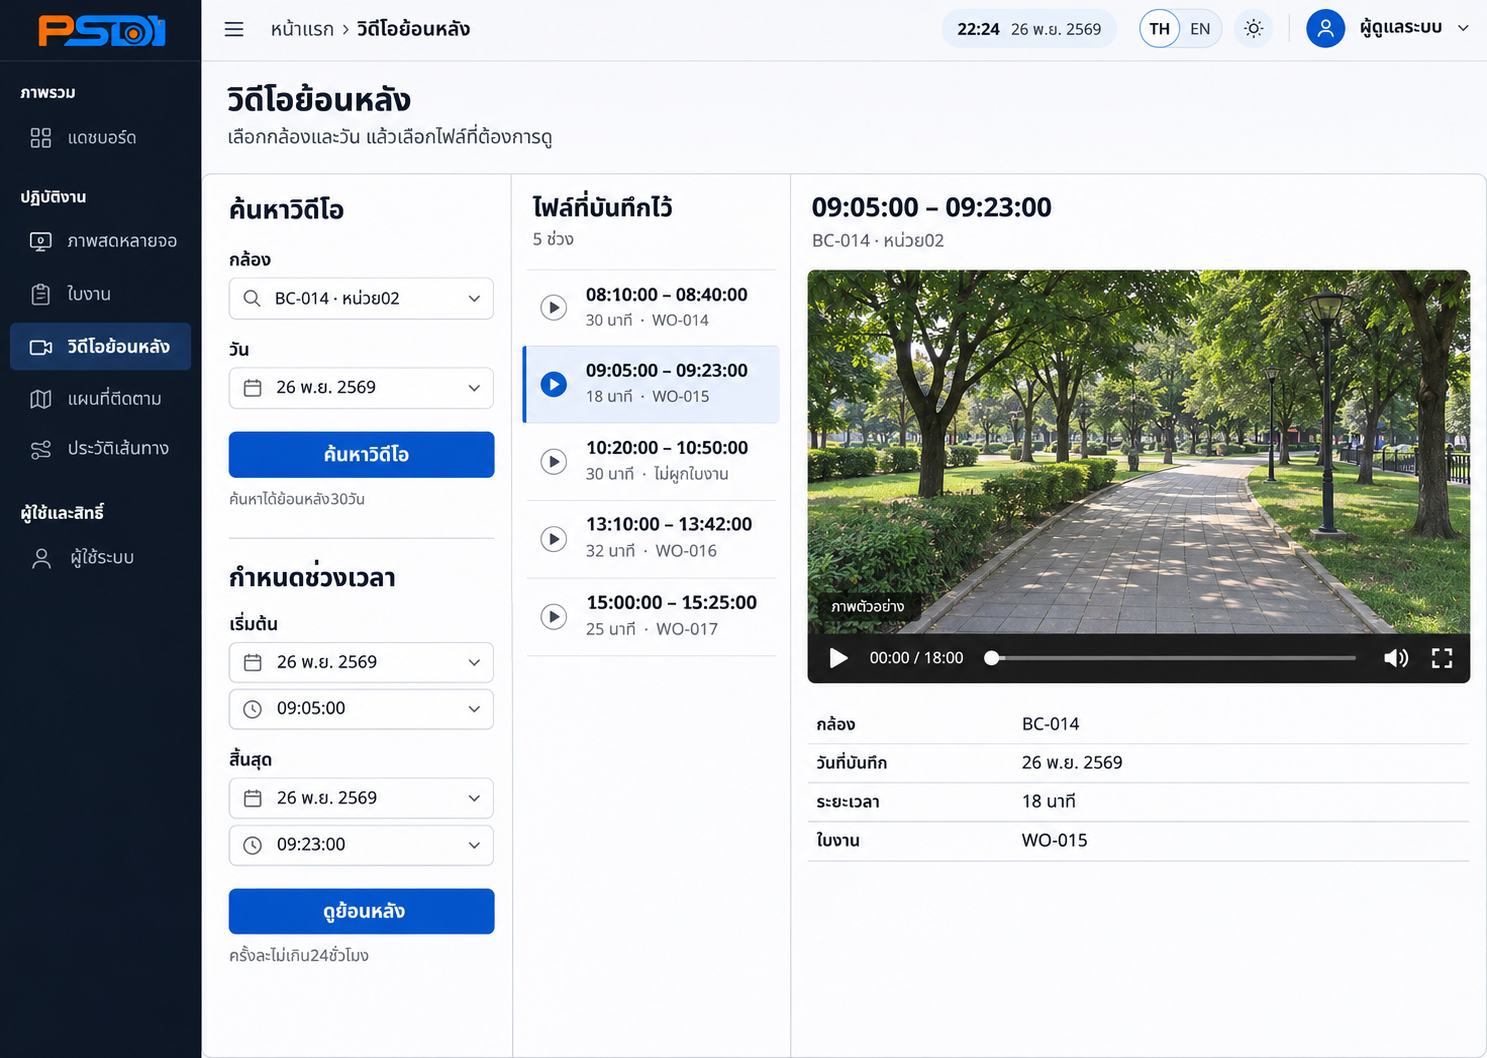 PSDI
หน้าแรก › วิดีโอย้อนหลัง
22:24 26 พ.ย. 2569
TH EN
ผู้ดูแลระบบ
ภาพรวม
แดชบอร์ด
ปฏิบัติงาน
ภาพสดหลายจอ
ใบงาน
วิดีโอย้อนหลัง
แผนที่ติดตาม
ประวัติเส้นทาง
ผู้ใช้และสิทธิ์
ผู้ใช้ระบบ
วิดีโอย้อนหลัง
เลือกกล้องและวัน แล้วเลือกไฟล์ที่ต้องการดู
ค้นหาวิดีโอ
กล้อง
BC-014 · หน่วย02
วัน
26 พ.ย. 2569
ค้นหาวิดีโอ
ค้นหาได้ย้อนหลัง30วัน
กำหนดช่วงเวลา
เริ่มต้น
26 พ.ย. 2569
09:05:00
สิ้นสุด
26 พ.ย. 2569
09:23:00
ดูย้อนหลัง
ครั้งละไม่เกิน24ชั่วโมง
ไฟล์ที่บันทึกไว้
5 ช่วง
08:10:00 – 08:40:00
30 นาที · WO-014
09:05:00 – 09:23:00
18 นาที · WO-015
10:20:00 – 10:50:00
30 นาที · ไม่ผูกใบงาน
13:10:00 – 13:42:00
32 นาที · WO-016
15:00:00 – 15:25:00
25 นาที · WO-017
09:05:00 – 09:23:00
BC-014 · หน่วย02
ภาพตัวอย่าง
00:00 / 18:00
กล้อง BC-014
วันที่บันทึก 26 พ.ย. 2569
ระยะเวลา 18 นาที
ใบงาน WO-015